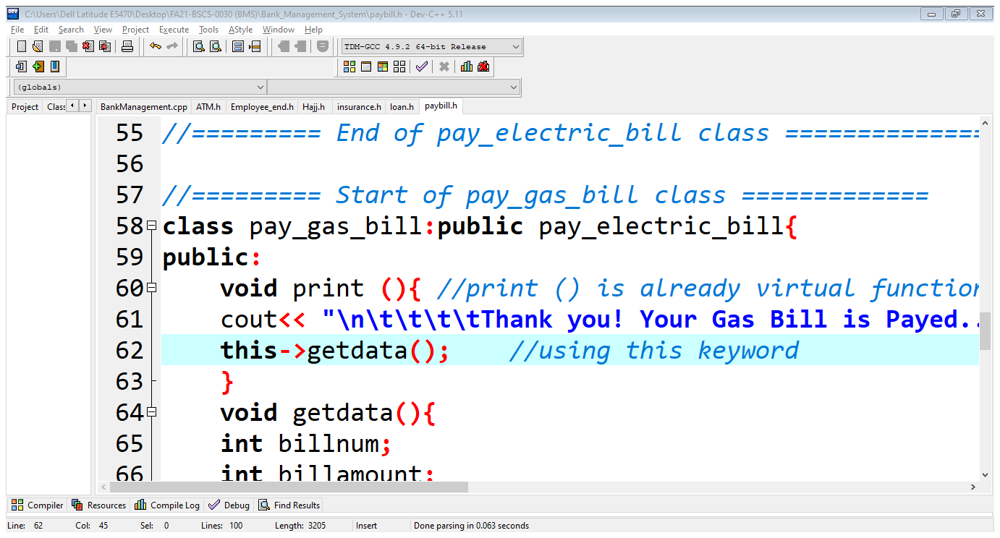 C:\Users\Dell Latitude E5470\Desktop\FA21-BSCS-0030 (BMS)\Bank_Management_System\paybill.h - Dev-C++ 5.11
File Edit Search View Project Execute Tools AStyle Window Help
TDM-GCC 4.9.2 64-bit Release
(globals)
Project Clas BankManagement.cpp ATM.h Employee_end.h Hajj.h insurance.h loan.h paybill.h
55 //========= End of pay_electric_bill class ==============
56
57 //========= Start of pay_gas_bill class =============
58 class pay_gas_bill:public pay_electric_bill{
59 public:
60 void print (){ //print () is already virtual function
61 cout<< "\n\t\t\t\tThank you! Your Gas Bill is Payed..
62 this->getdata(); //using this keyword
63 }
64 void getdata(){
65 int billnum;
66 int billamount;
Compiler Resources Compile Log Debug Find Results
Line: 62 Col: 45 Sel: 0 Lines: 100 Length: 3205 Insert Done parsing in 0.063 seconds